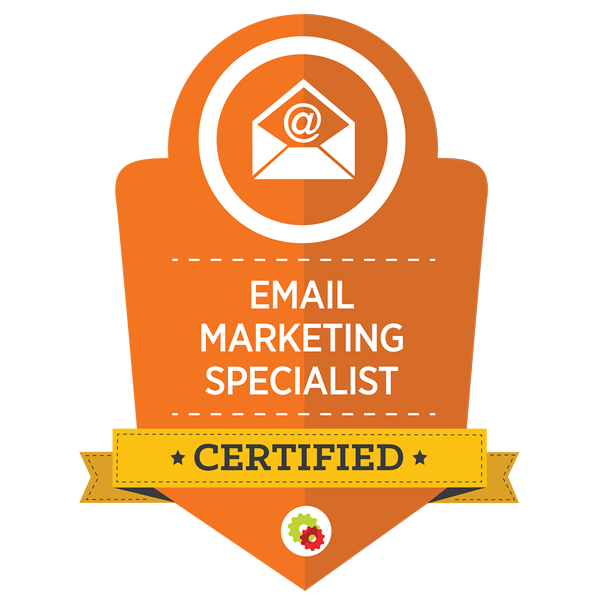 @
EMAIL
MARKETING
SPECIALIST
CERTIFIED